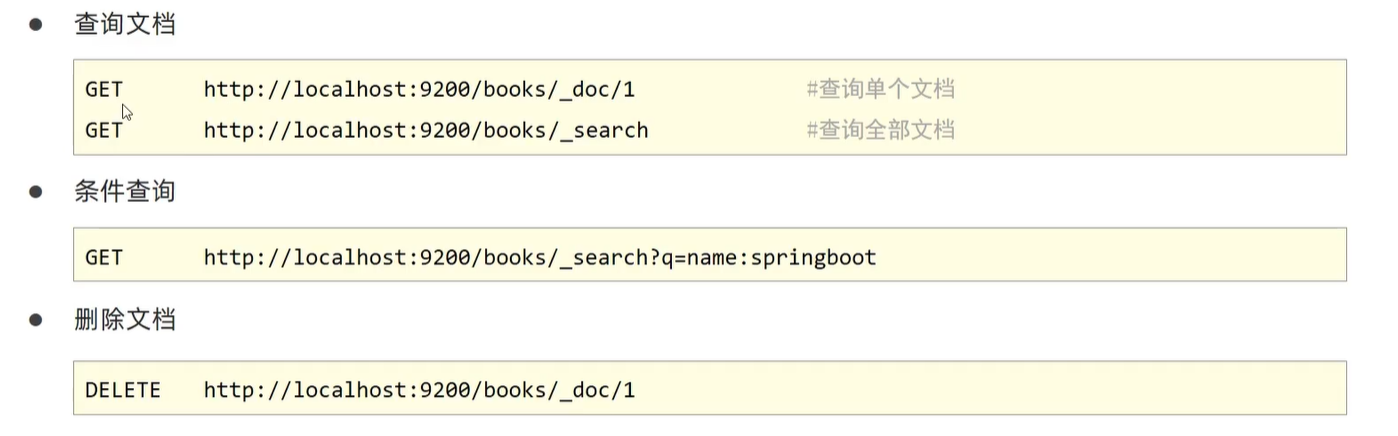 ● 查询文档
GET http://localhost:9200/books/_doc/1 #查询单个文档
GET http://localhost:9200/books/_search #查询全部文档
● 条件查询
GET http://localhost:9200/books/_search?q=name:springboot
● 删除文档
DELETE http://localhost:9200/books/_doc/1